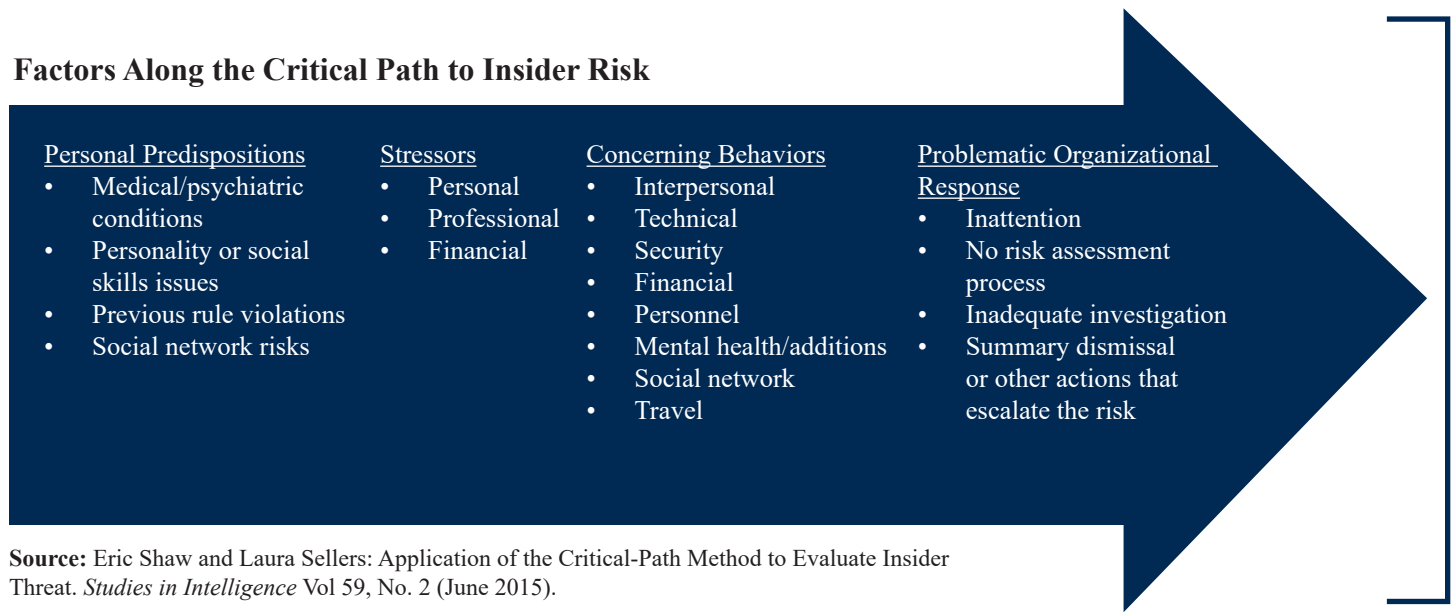 Factors Along the Critical Path to Insider Risk
Personal Predispositions
• Medical/psychiatric
conditions
• Personality or social
skills issues
• Previous rule violations
• Social network risks
Stressors
• Personal
• Professional
• Financial
Concerning Behaviors
• Interpersonal
• Technical
• Security
• Financial
• Personnel
• Mental health/additions
• Social network
• Travel
Problematic Organizational
Response
• Inattention
• No risk assessment
process
• Inadequate investigation
• Summary dismissal
or other actions that
escalate the risk
Source: Eric Shaw and Laura Sellers: Application of the Critical-Path Method to Evaluate Insider
Threat. Studies in Intelligence Vol 59, No. 2 (June 2015).